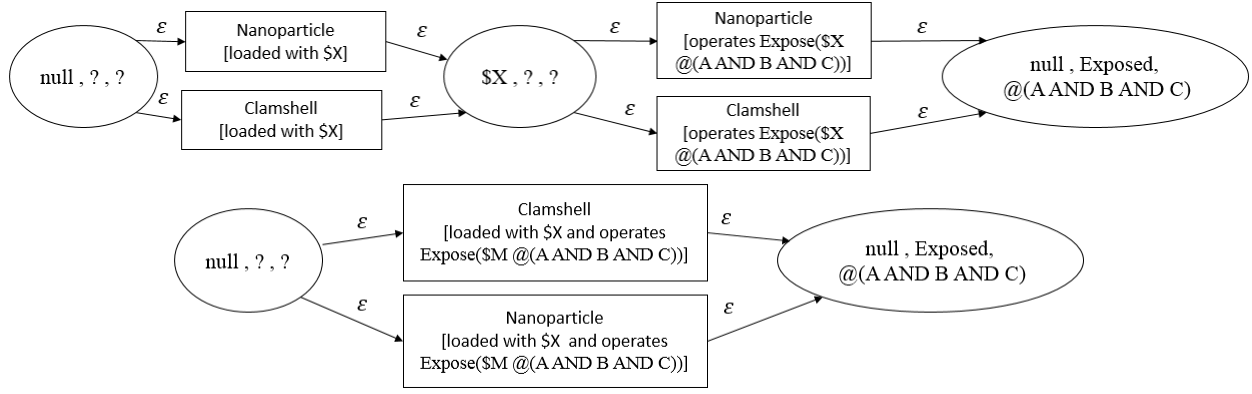 ε
Nanoparticle
[loaded with $X]
ε
ε
Nanoparticle
[operates Expose($X
@(A AND B AND C))]
ε
null , ? , ?
$X , ? , ?
null , Exposed,
@(A AND B AND C)
ε
Clamshell
[loaded with $X]
ε
ε
Clamshell
[operates Expose($X
@(A AND B AND C))]
ε
null , ? , ?
ε
Clamshell
[loaded with $X and operates
Expose($M @(A AND B AND C))]
ε
null , Exposed,
@(A AND B AND C)
ε
Nanoparticle
[loaded with $X and operates
Expose($M @(A AND B AND C))]
ε